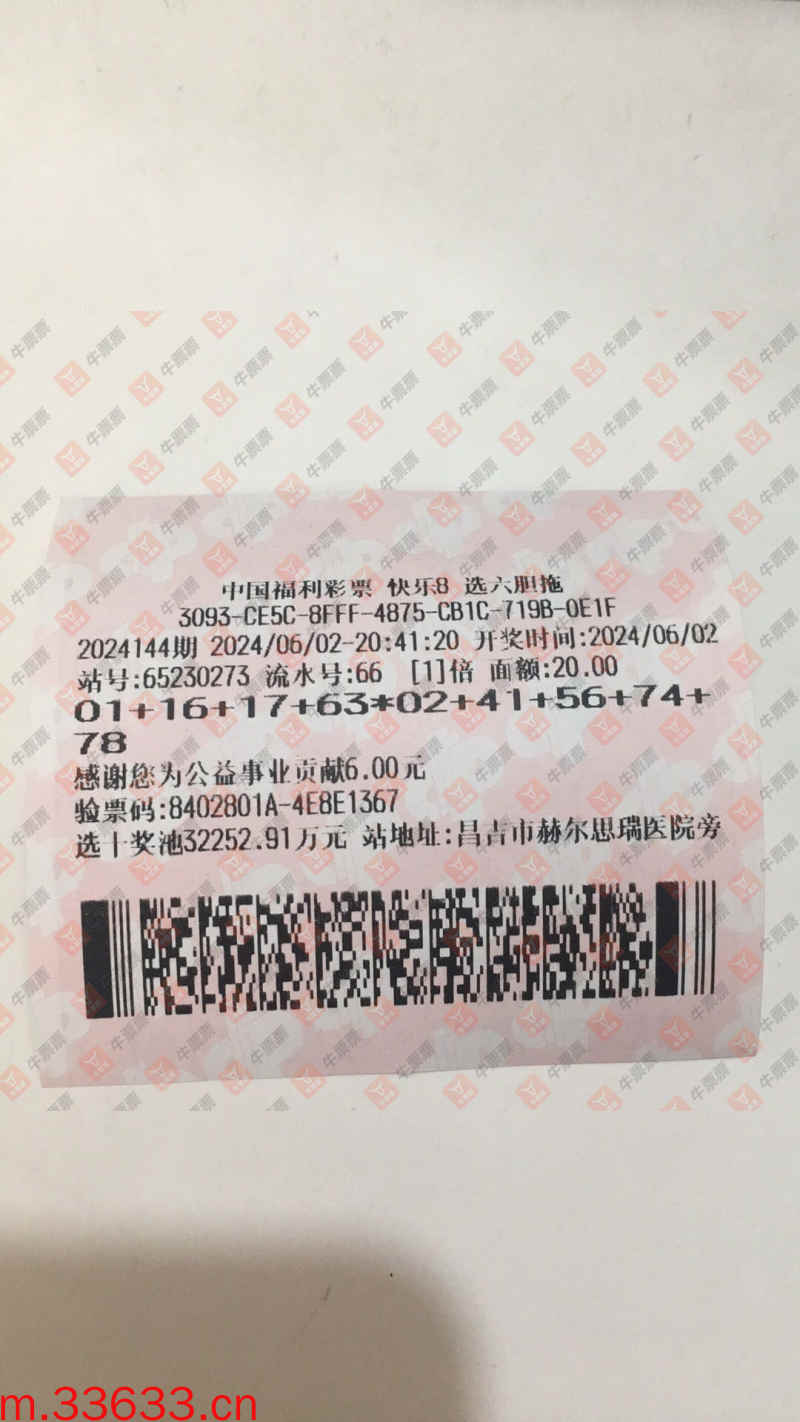 中国福利彩票 快乐8 选六胆拖
3093-CE5C-8FFF-4875-CB1C-719B-0E1F
2024144期 2024/06/02-20:41:20 开奖时间:2024/06/02
站号:65230273 流水号:66 [1]倍 面额:20.00
01+16+17+63*02+41+56+74+
78
感谢您为公益事业贡献6.00元
验票码:8402801A-4E8E1367
选十奖池32252.91万元 站地址:昌吉市赫尔思瑞医院旁
牛票票
m.33633.cn